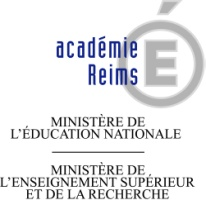 académie
Reims
É
MINISTÈRE DE
L'ÉDUCATION NATIONALE
MINISTÈRE DE
L'ENSEIGNEMENT SUPÉRIEUR
ET DE LA RECHERCHE